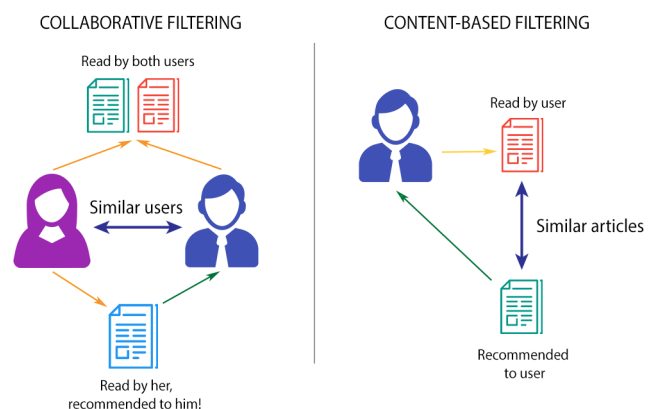 COLLABORATIVE FILTERING
Read by both users
Similar users
Read by her,
recommended to him!
CONTENT-BASED FILTERING
Read by user
Similar articles
Recommended
to user